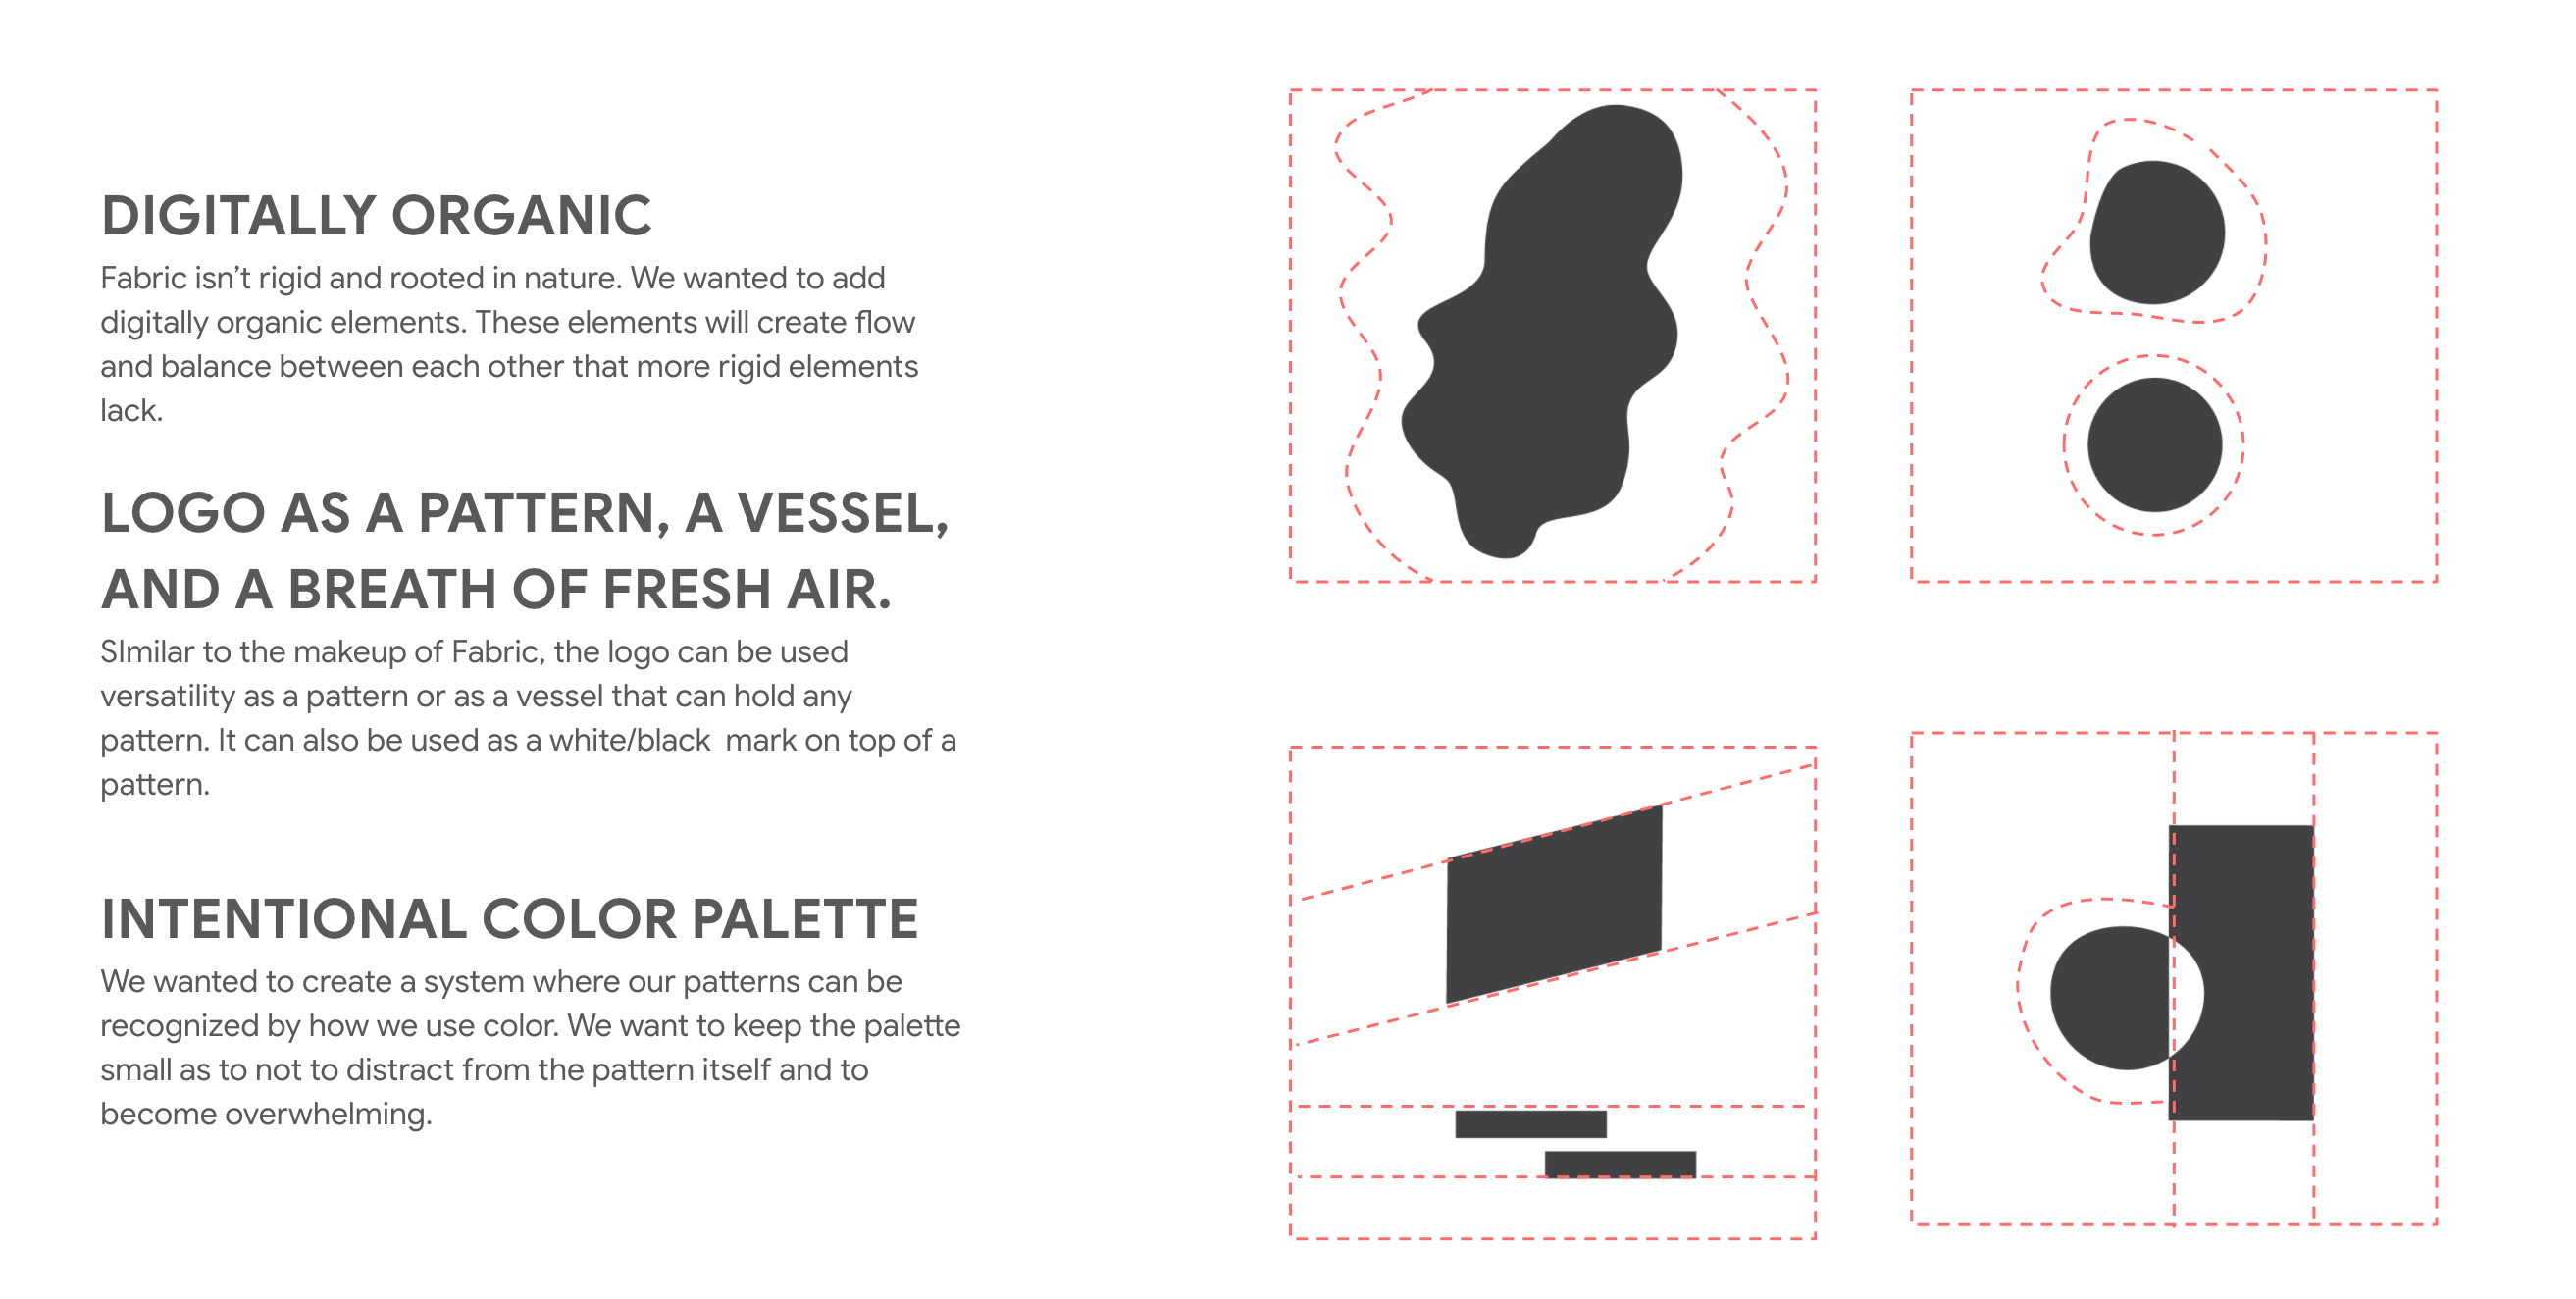 DIGITALLY ORGANIC
Fabric isn’t rigid and rooted in nature. We wanted to add
digitally organic elements. These elements will create flow
and balance between each other that more rigid elements
lack.
LOGO AS A PATTERN, A VESSEL,
AND A BREATH OF FRESH AIR.
SImilar to the makeup of Fabric, the logo can be used
versatility as a pattern or as a vessel that can hold any
pattern. It can also be used as a white/black  mark on top of a
pattern.
INTENTIONAL COLOR PALETTE
We wanted to create a system where our patterns can be
recognized by how we use color. We want to keep the palette
small as to not to distract from the pattern itself and to
become overwhelming.